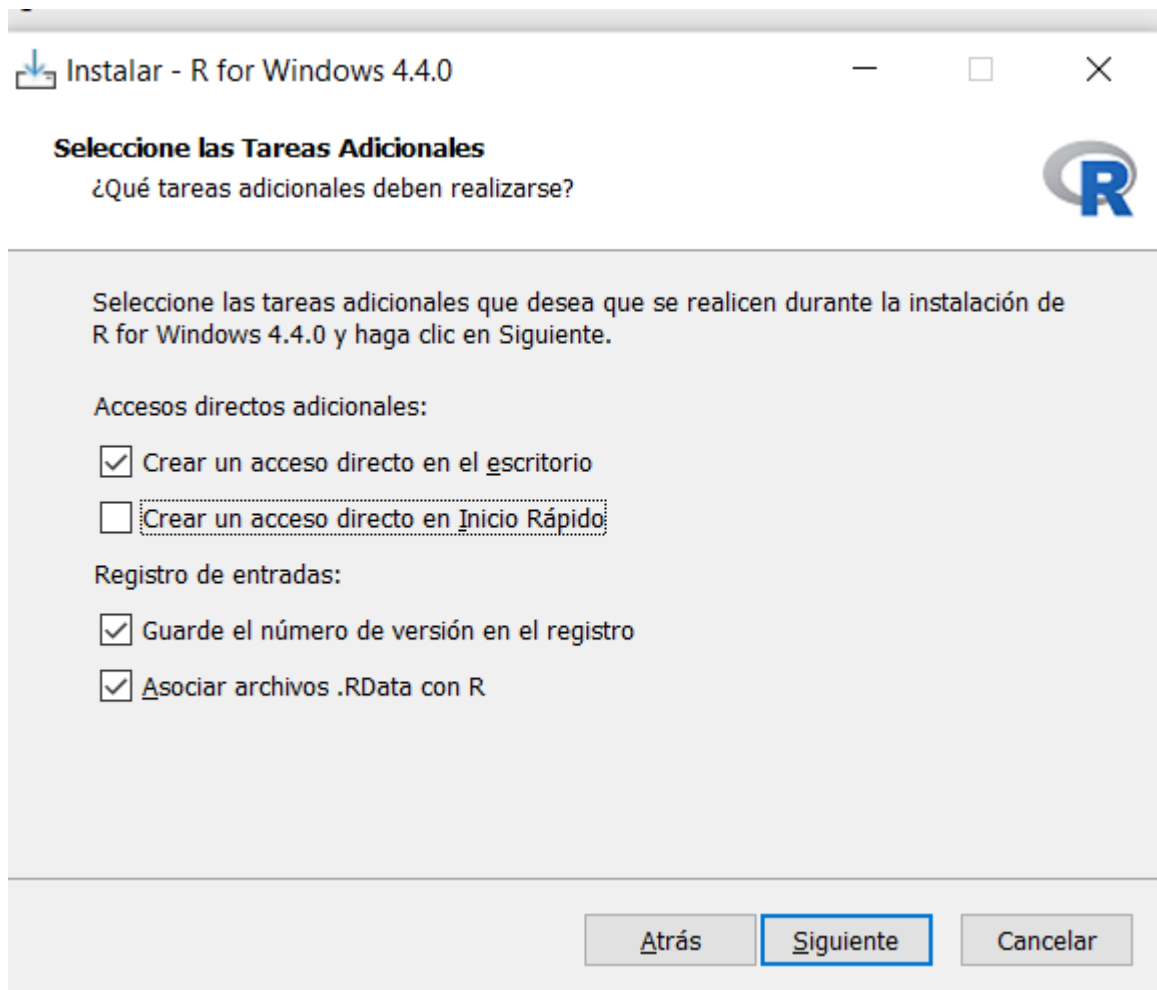 Instalar - R for Windows 4.4.0
Seleccione las Tareas Adicionales
¿Qué tareas adicionales deben realizarse?
R
Seleccione las tareas adicionales que desea que se realicen durante la instalación de
R for Windows 4.4.0 y haga clic en Siguiente.
Accesos directos adicionales:
Crear un acceso directo en el escritorio
Crear un acceso directo en Inicio Rápido
Registro de entradas:
Guarde el número de versión en el registro
Asociar archivos .RData con R
Atrás Siguiente Cancelar